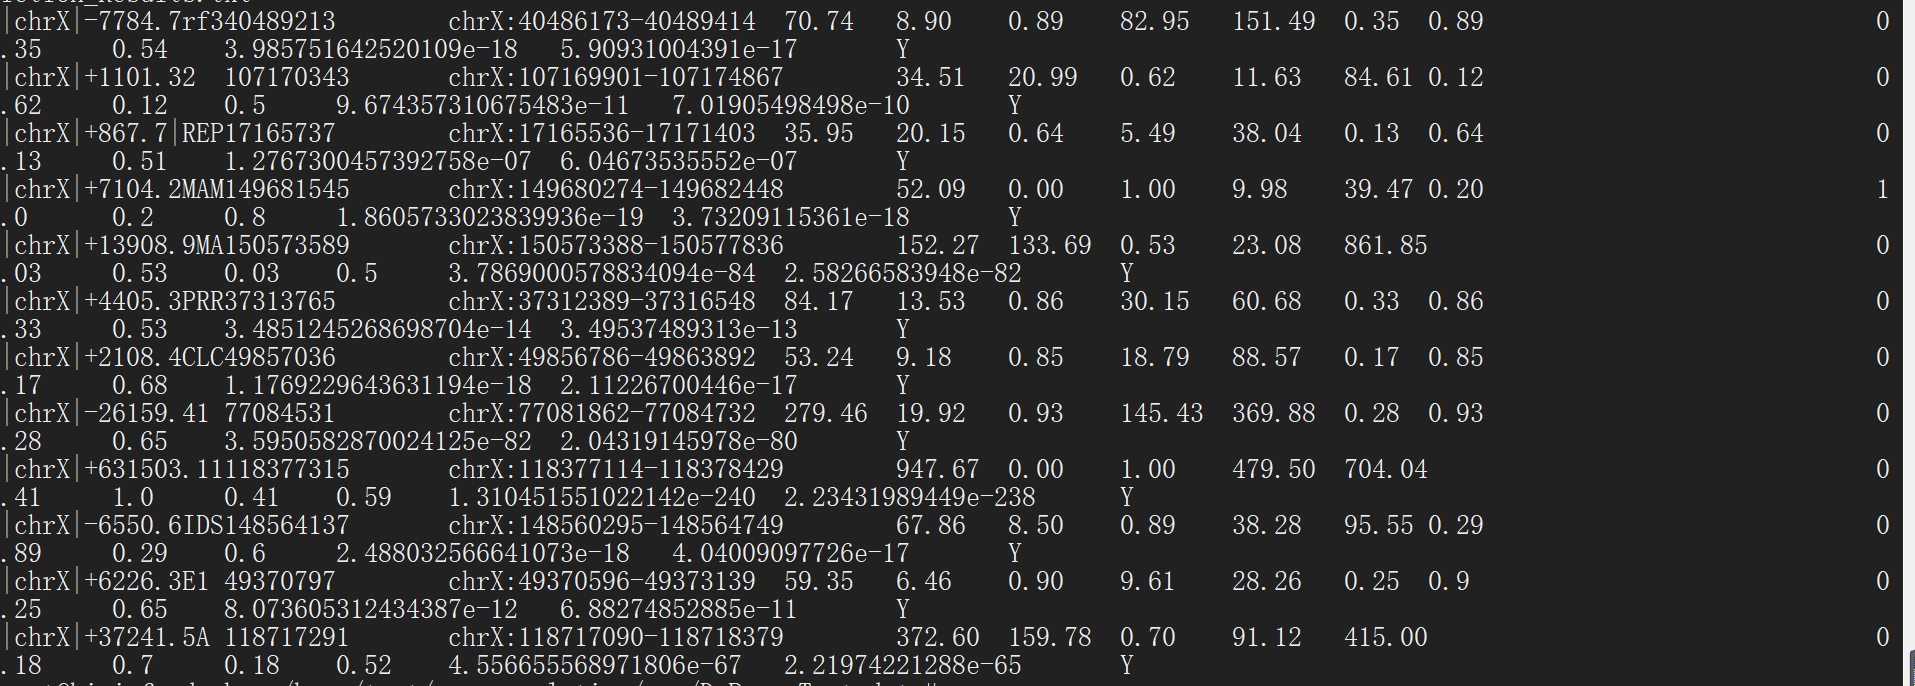 |chrX|-7784.7rf340489213 chrX:40486173-40489414 70.74 8.90 0.89 82.95 151.49 0.35 0.89 0
.35 0.54 3.985751642520109e-18 5.90931004391e-17 Y
|chrX|+1101.32 107170343 chrX:107169901-107174867 34.51 20.99 0.62 11.63 84.61 0.12 0
.62 0.12 0.5 9.674357310675483e-11 7.01905498498e-10 Y
|chrX|+867.7|REP17165737 chrX:17165536-17171403 35.95 20.15 0.64 5.49 38.04 0.13 0.64 0
.13 0.51 1.2767300457392758e-07 6.04673535552e-07 Y
|chrX|+7104.2MAM149681545 chrX:149680274-149682448 52.09 0.00 1.00 9.98 39.47 0.20 1
.0 0.2 0.8 1.8605733023839936e-19 3.73209115361e-18 Y
|chrX|+13908.9MA150573589 chrX:150573388-150577836 152.27 133.69 0.53 23.08 861.85 0
.03 0.53 0.03 0.5 3.7869000578834094e-84 2.58266583948e-82 Y
|chrX|+4405.3PRR37313765 chrX:37312389-37316548 84.17 13.53 0.86 30.15 60.68 0.33 0.86 0
.33 0.53 3.4851245268698704e-14 3.49537489313e-13 Y
|chrX|+2108.4CLC49857036 chrX:49856786-49863892 53.24 9.18 0.85 18.79 88.57 0.17 0.85 0
.17 0.68 1.1769229643631194e-18 2.11226700446e-17 Y
|chrX|-26159.41 77084531 chrX:77081862-77084732 279.46 19.92 0.93 145.43 369.88 0.28 0.93 0
.28 0.65 3.5950582870024125e-82 2.04319145978e-80 Y
|chrX|+631503.11118377315 chrX:118377114-118378429 947.67 0.00 1.00 479.50 704.04 0
.41 1.0 0.41 0.59 1.310451551022142e-240 2.23431989449e-238 Y
|chrX|-6550.6IDS148564137 chrX:148560295-148564749 67.86 8.50 0.89 38.28 95.55 0.29 0
.89 0.29 0.6 2.488032566641073e-18 4.04009097726e-17 Y
|chrX|+6226.3E1 49370797 chrX:49370596-49373139 59.35 6.46 0.90 9.61 28.26 0.25 0.9 0
.25 0.65 8.073605312434387e-12 6.88274852885e-11 Y
|chrX|+37241.5A 118717291 chrX:118717090-118718379 372.60 159.78 0.70 91.12 415.00 0
.18 0.7 0.18 0.52 4.556655568971806e-67 2.21974221288e-65 Y